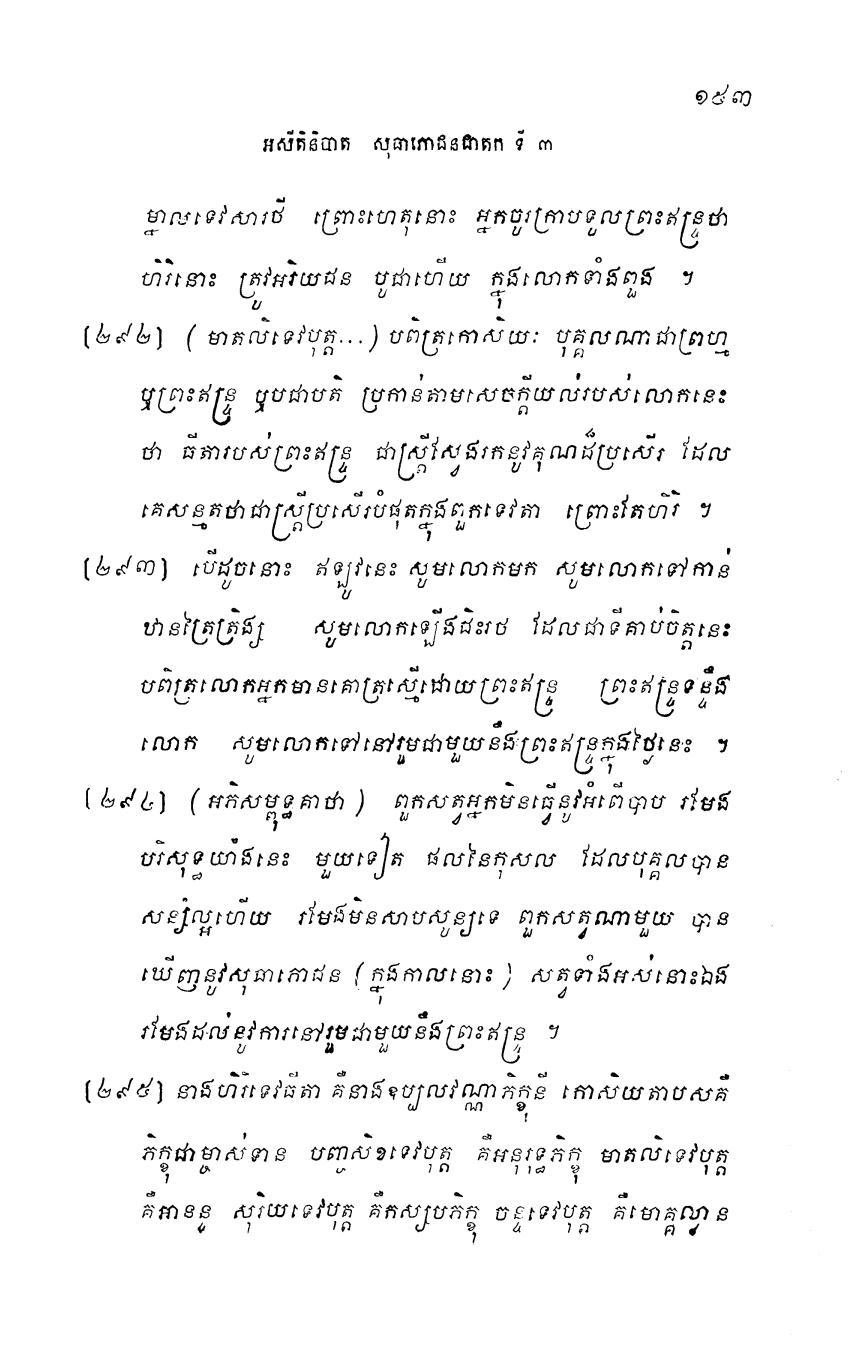 ១៥៣
អសីតិនិបាត សុធាភោជនជាតក ទី ៣
ម្នាលទេវសារថី ព្រោះហេតុនោះ អ្នកចូរក្រាបទូលព្រះឥន្ទ្រថា
ហិរិនោះ ត្រូវអរិយជន បូជាហើយ ក្នុងលោកទាំងពួង ។
[២៩២] (មាតលិទេវបុត្ត...) បពិត្រកោសិយៈ បុគ្គលណាជាព្រហ្ម
ឬព្រះឥន្ទ្រ ឬបជាបតិ ប្រកាន់តាមសេចក្តីយល់របស់លោកនេះ
ថា ធីតារបស់ព្រះឥន្ទ្រ ជាស្ត្រីស្វែងរកនូវគុណដ៏ប្រសើរ ដែល
គេសន្មតថាជាស្ត្រីប្រសើរបំផុតក្នុងពួកទេវតា ព្រោះតែហិរិ ។
[២៩៣] បើដូច្នោះ ឥឡូវនេះ សូមលោកមក សូមលោកទៅកាន់
ឋានត្រៃត្រិង្ស សូមលោកឡើងជិះរថ ដែលជាទីគាប់ចិត្តនេះ
បពិត្រលោកអ្នកមានគោត្រស្មើដោយព្រះឥន្ទ្រ ព្រះឥន្ទ្រទន្ទឹង
លោក សូមលោកទៅនៅរួមជាមួយនឹងព្រះឥន្ទ្រក្នុងថ្ងៃនេះ ។
[២៩៤] (អភិសម្ពុទ្ធគាថា) ពួកសត្វអ្នកមិនធ្វើនូវអំពើបាប រមែង
បរិសុទ្ធយ៉ាងនេះ មួយទៀត ផលនៃកុសល ដែលបុគ្គលបាន
សន្សំល្អហើយ រមែងមិនសាបសូន្យទេ ពួកសត្វណាមួយ បាន
ឃើញនូវសុធាភោជន (ក្នុងកាលនោះ) សត្វទាំងអស់នោះឯង
រមែងដល់នូវការនៅរួមជាមួយនឹងព្រះឥន្ទ្រ ។
[២៩៥] នាងហិរិទេវធីតា គឺនាងឧប្បលវណ្ណាភិក្ខុនី កោសិយតាបសគឺ
ភិក្ខុជាម្ចាស់ទាន បញ្ចសិខទេវបុត្ត គឺអនុរុទ្ធភិក្ខុ មាតលិទេវបុត្ត
គឺអានន្ទ សុរិយទេវបុត្ត គឺកស្សបភិក្ខុ ចន្ទទេវបុត្ត គឺមោគ្គល្លាន